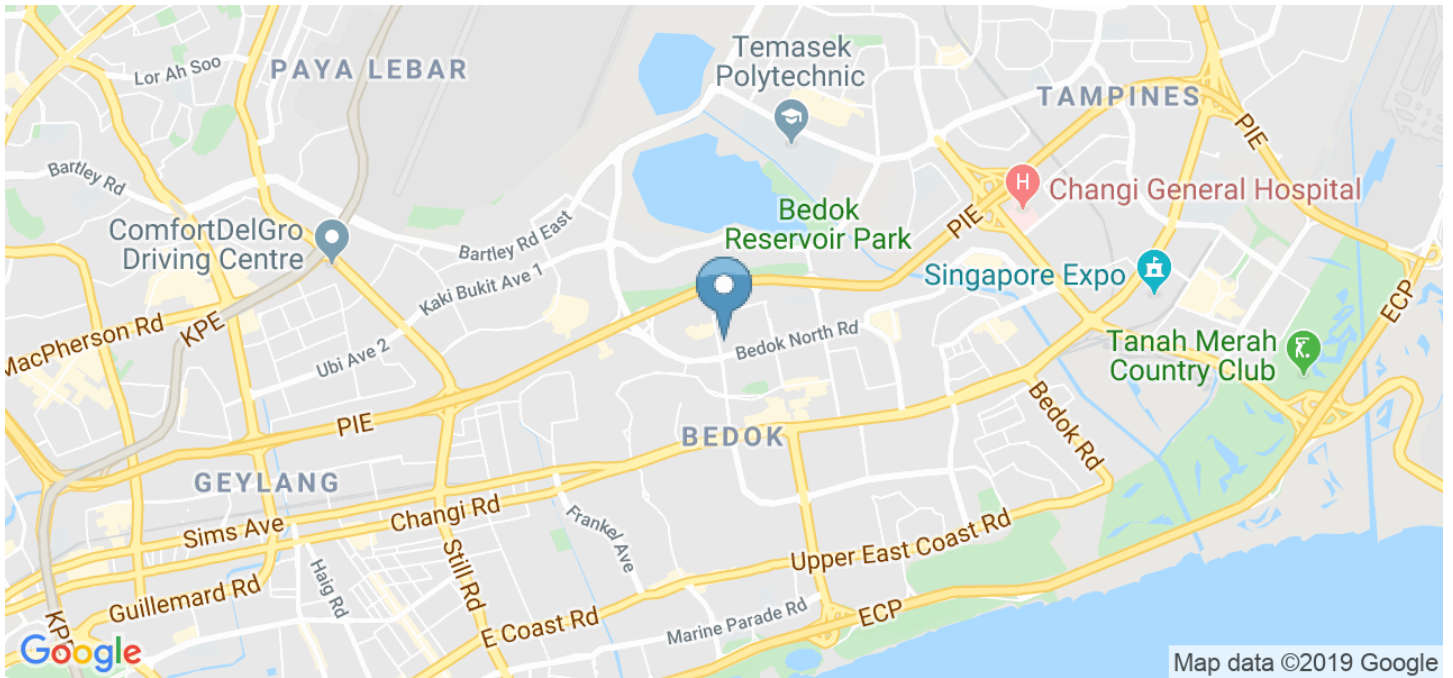 Lor Ah Soo
PAYA LEBAR
Temasek
Polytechnic
TAMPINES
PIE
Bartley Rd
H
Changi General Hospital
ComfortDelGro
Driving Centre
Bartley Rd East
Bedok
Reservoir Park
PIE
Kaki Bukit Ave 1
Singapore Expo
ECP
MacPherson Rd
KPE
Ubi Ave 2
Bedok North Rd
Tanah Merah
Country Club
PIE
BEDOK
Bedok Rd
GEYLANG
Sims Ave
Changi Rd
Frankel Ave
Still Rd
Upper East Coast Rd
Haig Rd
Guillemard Rd
KPE
E Coast Rd
Marine Parade Rd
ECP
Google
Map data ©2019 Google